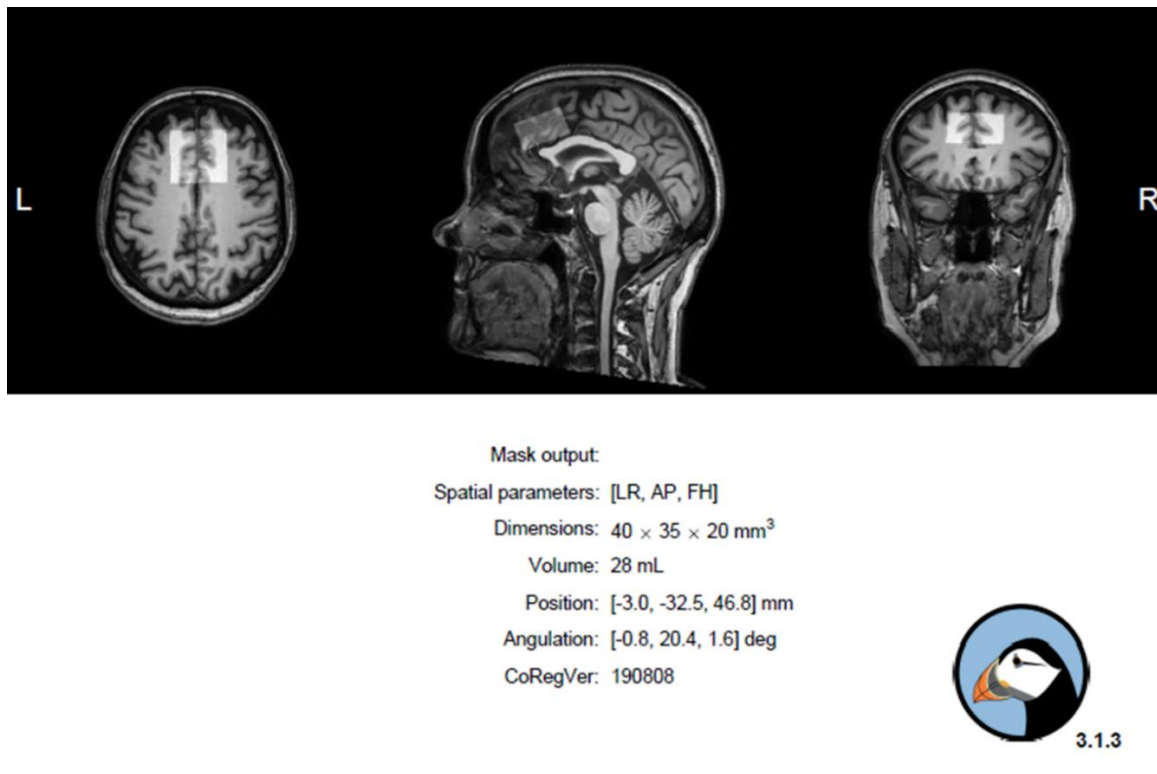 L
R
Mask output:
Spatial parameters: [LR, AP, FH]
Dimensions: 40 × 35 × 20 mm³
Volume: 28 mL
Position: [-3.0, -32.5, 46.8] mm
Angulation: [-0.8, 20.4, 1.6] deg
CoRegVer: 190808
3.1.3